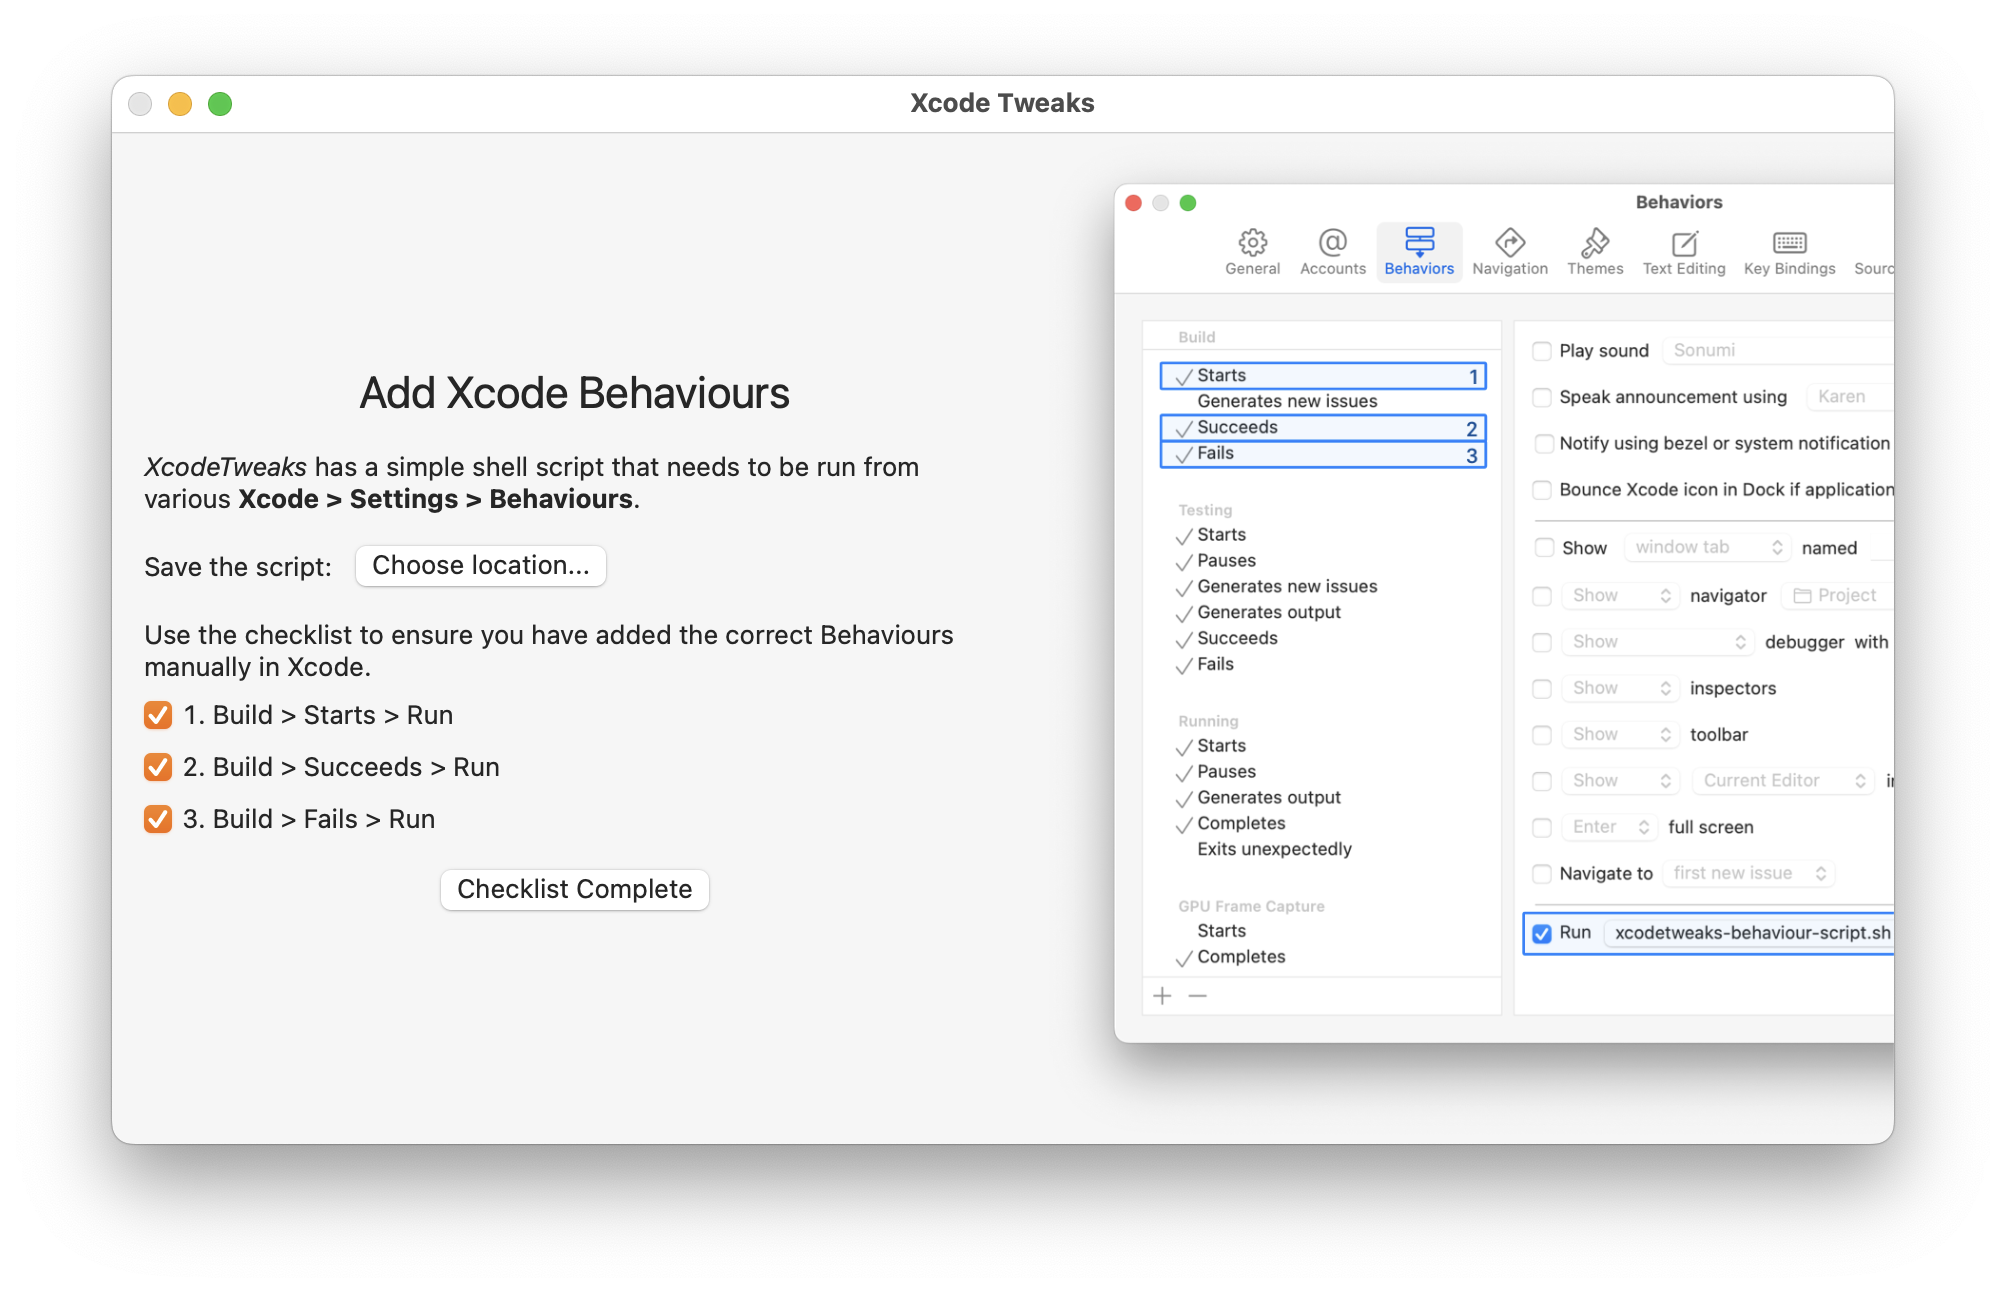 Xcode Tweaks
Add Xcode Behaviours
XcodeTweaks has a simple shell script that needs to be run from
various Xcode > Settings > Behaviours.
Save the script: Choose location...
Use the checklist to ensure you have added the correct Behaviours
manually in Xcode.
1. Build > Starts > Run
2. Build > Succeeds > Run
3. Build > Fails > Run
Checklist Complete
Behaviors
General Accounts Behaviors Navigation Themes Text Editing Key Bindings Sourc
Build
Starts 1
Generates new issues
Succeeds 2
Fails 3
Testing
Starts
Pauses
Generates new issues
Generates output
Succeeds
Fails
Running
Starts
Pauses
Generates output
Completes
Exits unexpectedly
GPU Frame Capture
Starts
Completes
Play sound Sonumi
Speak announcement using Karen
Notify using bezel or system notification
Bounce Xcode icon in Dock if application
Show window tab named
Show navigator Project
Show debugger with
Show inspectors
Show toolbar
Show Current Editor
Enter full screen
Navigate to first new issue
Run xcodetweaks-behaviour-script.sh